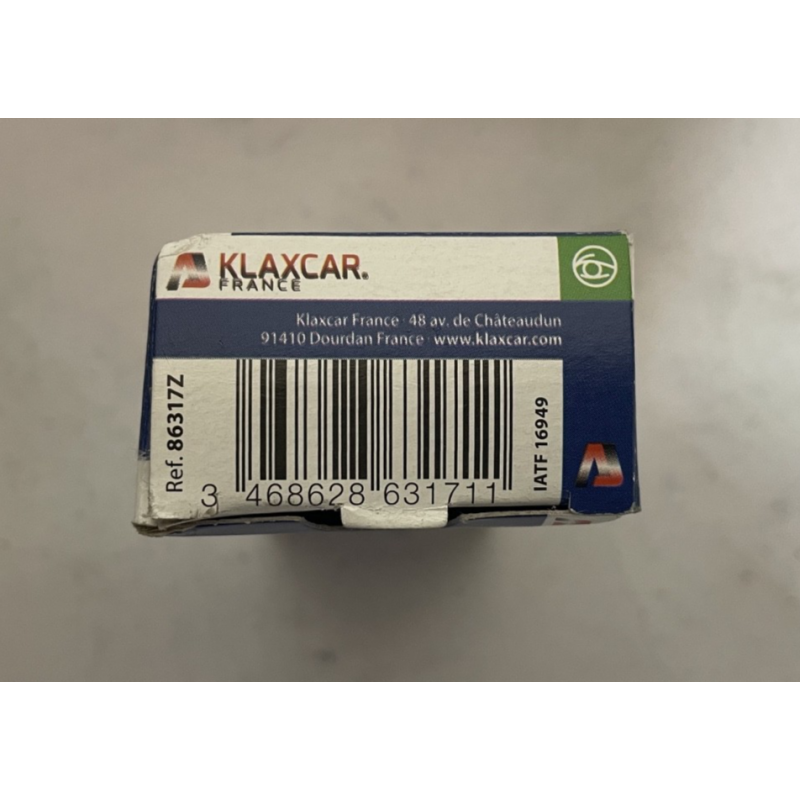 KLAXCAR®
FRANCE
Klaxcar France · 48 av. de Châteaudun
91410 Dourdan France · www.klaxcar.com
Ref. 86317Z
IATF 16949
3 468628 631711